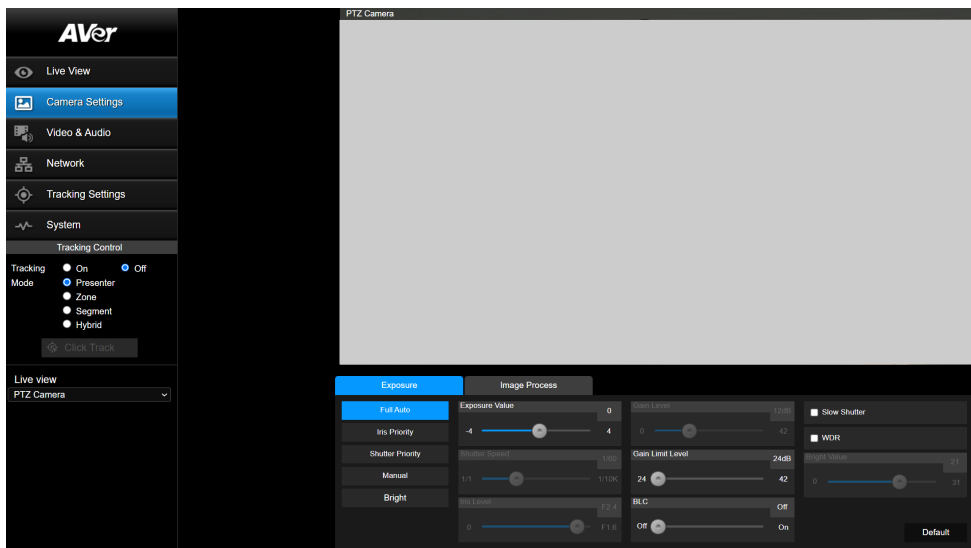 PTZ Camera
AVer
Live View
Camera Settings
Video & Audio
Network
Tracking Settings
System
Tracking Control
Tracking On Off
Mode Presenter
Zone
Segment
Hybrid
Click Track
Live view
PTZ Camera
Exposure Image Process
Full Auto
Iris Priority
Shutter Priority
Manual
Bright
Exposure Value 0
-4 4
Shutter Speed 1/60
1/1 1/10K
Iris Level F2.4
0 F1.6
Gain Level 12dB
0 42
Gain Limit Level 24dB
24 42
BLC Off
Off On
Slow Shutter
WDR
Bright Value 21
0 31
Default